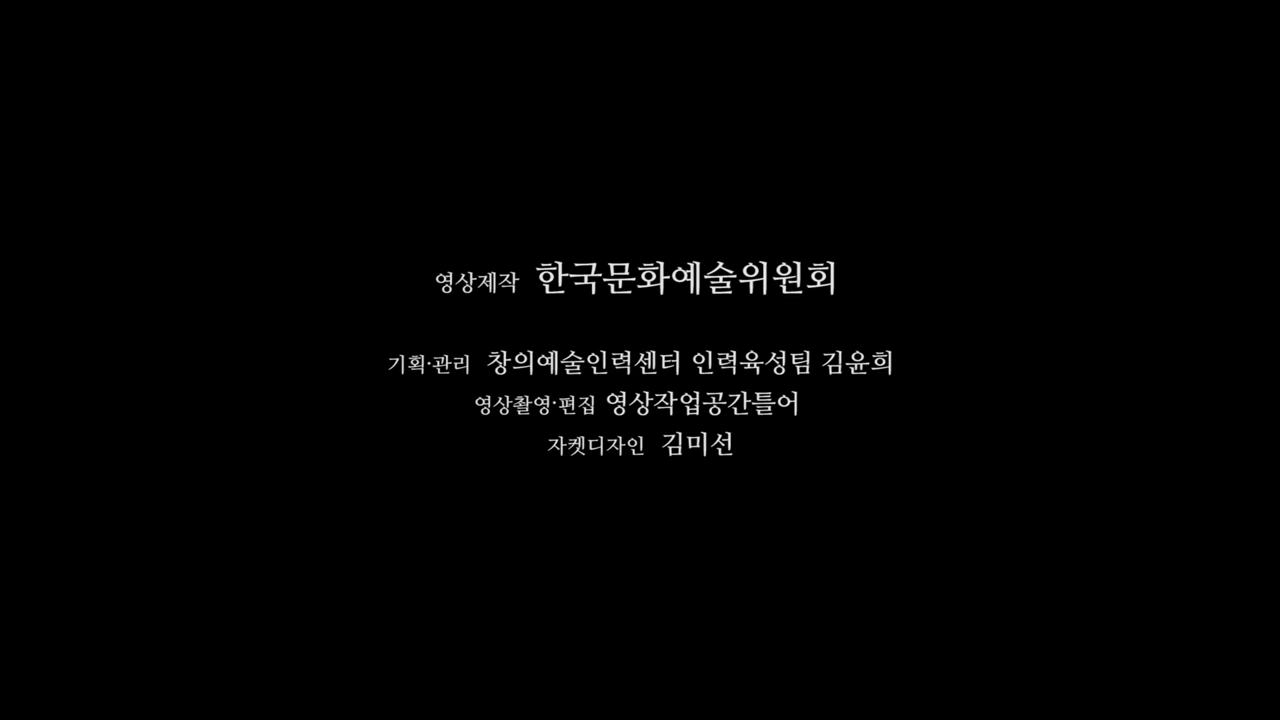 영상제작 한국문화예술위원회
기획·관리 창의예술인력센터 인력육성팀 김윤희
영상촬영·편집 영상작업공간틀어
자켓디자인 김미선